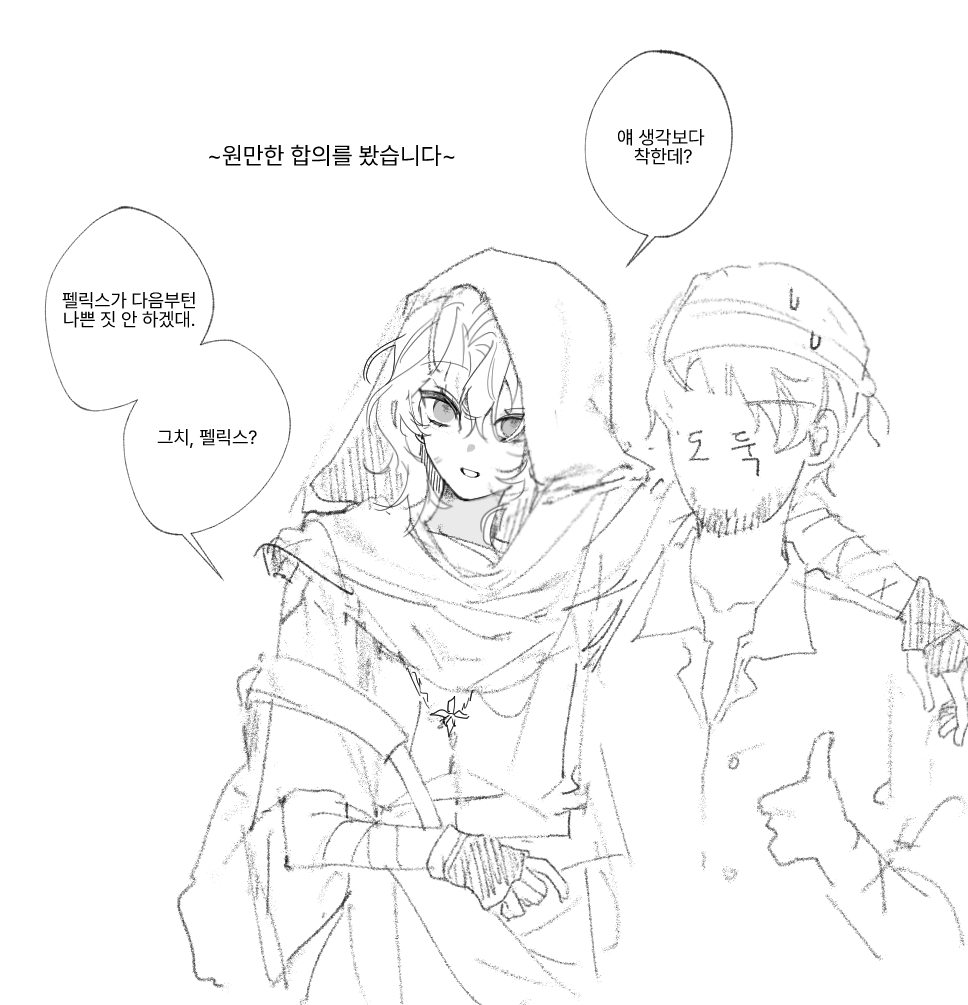 ~원만한 합의를 봤습니다~
얘 생각보다
착한데?
펠릭스가 다음부턴
나쁜 짓 안 하겠대.
그치, 펠릭스?
도둑